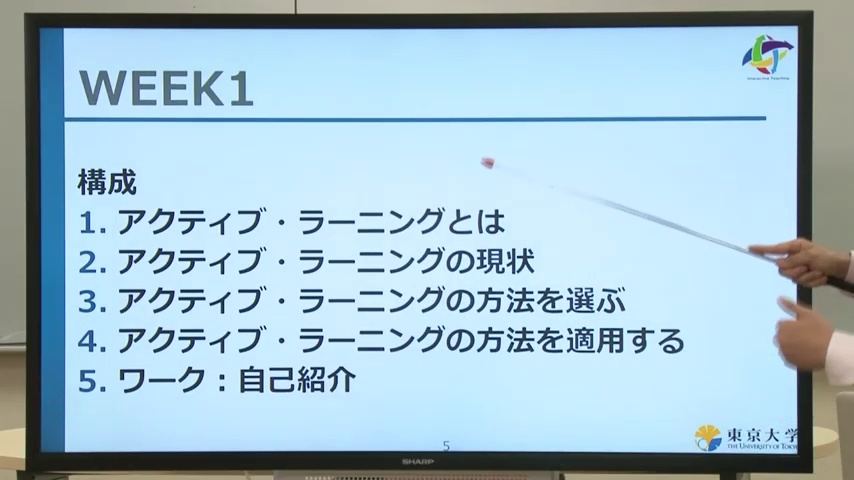 WEEK1
Interactive Teaching
構成
1. アクティブ・ラーニングとは
2. アクティブ・ラーニングの現状
3. アクティブ・ラーニングの方法を選ぶ
4. アクティブ・ラーニングの方法を適用する
5. ワーク：自己紹介
5
東京大学
THE UNIVERSITY OF TOKYO
SHARP